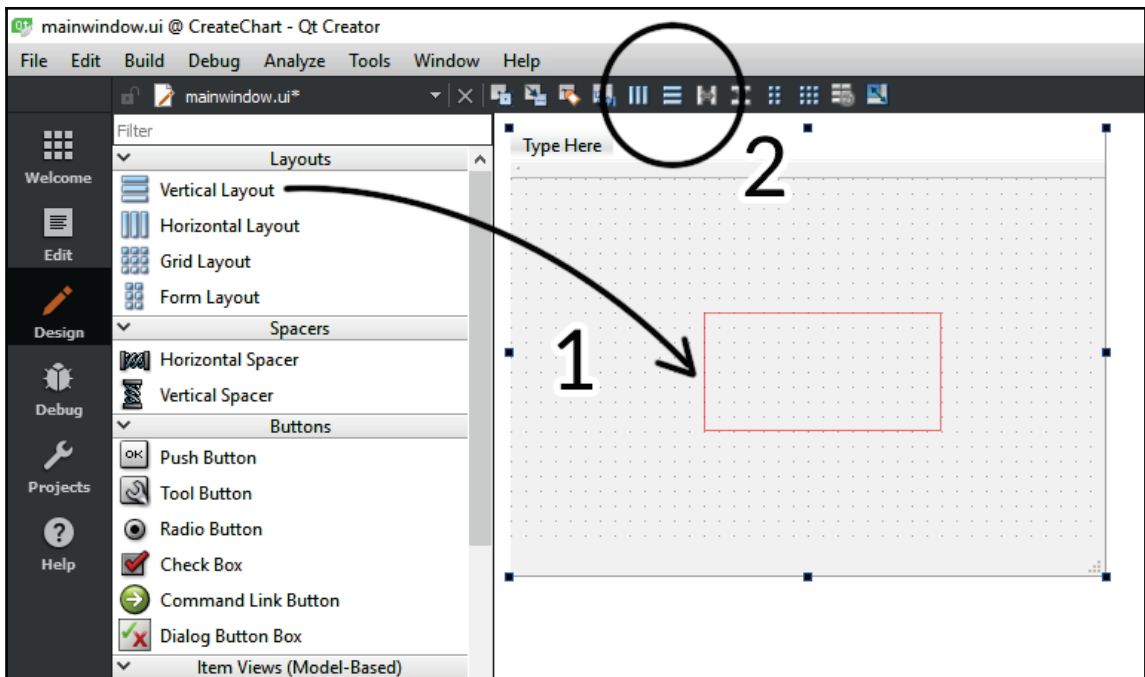 mainwindow.ui @ CreateChart - Qt Creator
File Edit Build Debug Analyze Tools Window Help
mainwindow.ui*
Welcome
Edit
Design
Debug
Projects
Help
Filter
Layouts
Vertical Layout
Horizontal Layout
Grid Layout
Form Layout
Spacers
Horizontal Spacer
Vertical Spacer
Buttons
OK Push Button
Tool Button
Radio Button
Check Box
Command Link Button
Dialog Button Box
Item Views (Model-Based)
Type Here
1
2